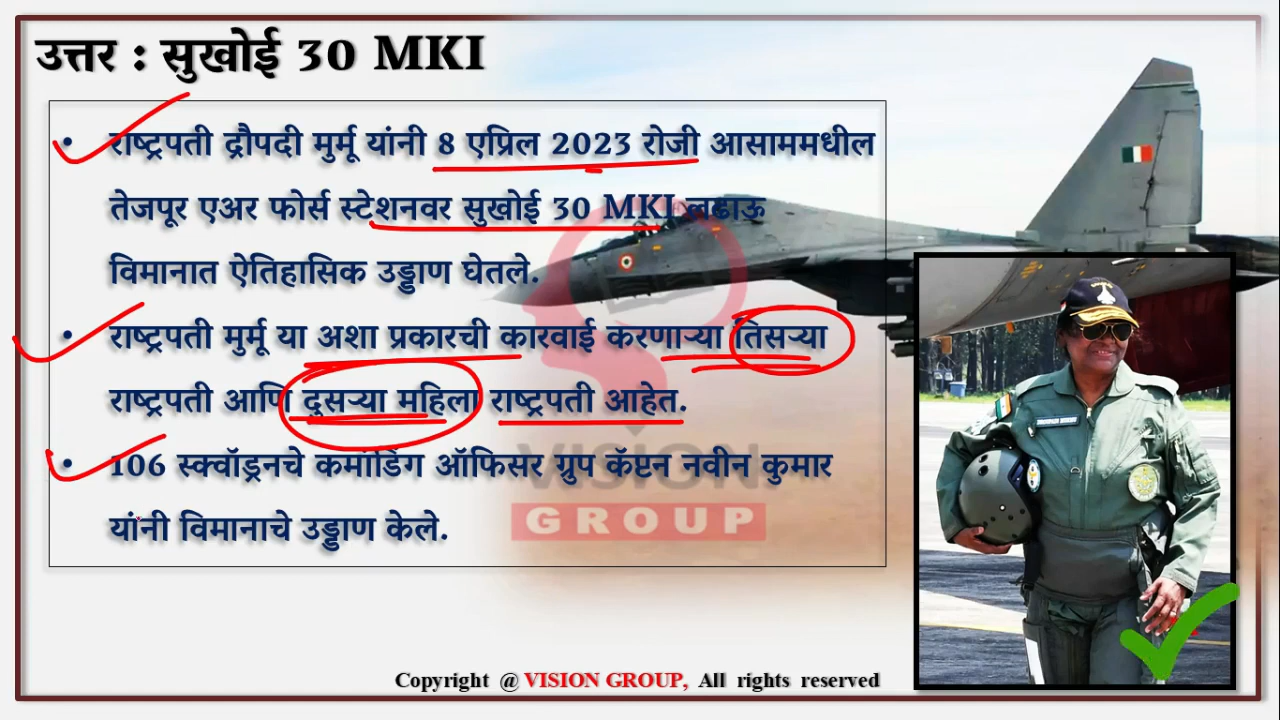 उत्तर : सुखोई 30 MKI
• राष्ट्रपती द्रौपदी मुर्मू यांनी 8 एप्रिल 2023 रोजी आसाममधील
तेजपूर एअर फोर्स स्टेशनवर सुखोई 30 MKI लढाऊ
विमानात ऐतिहासिक उड्डाण घेतले.
• राष्ट्रपती मुर्मू या अशा प्रकारची कारवाई करणाऱ्या तिसऱ्या
राष्ट्रपती आणि दुसऱ्या महिला राष्ट्रपती आहेत.
• 106 स्क्वॉड्रनचे कमांडिंग ऑफिसर ग्रुप कॅप्टन नवीन कुमार
यांनी विमानाचे उड्डाण केले.
VISION
GROUP
Copyright @ VISION GROUP, All rights reserved